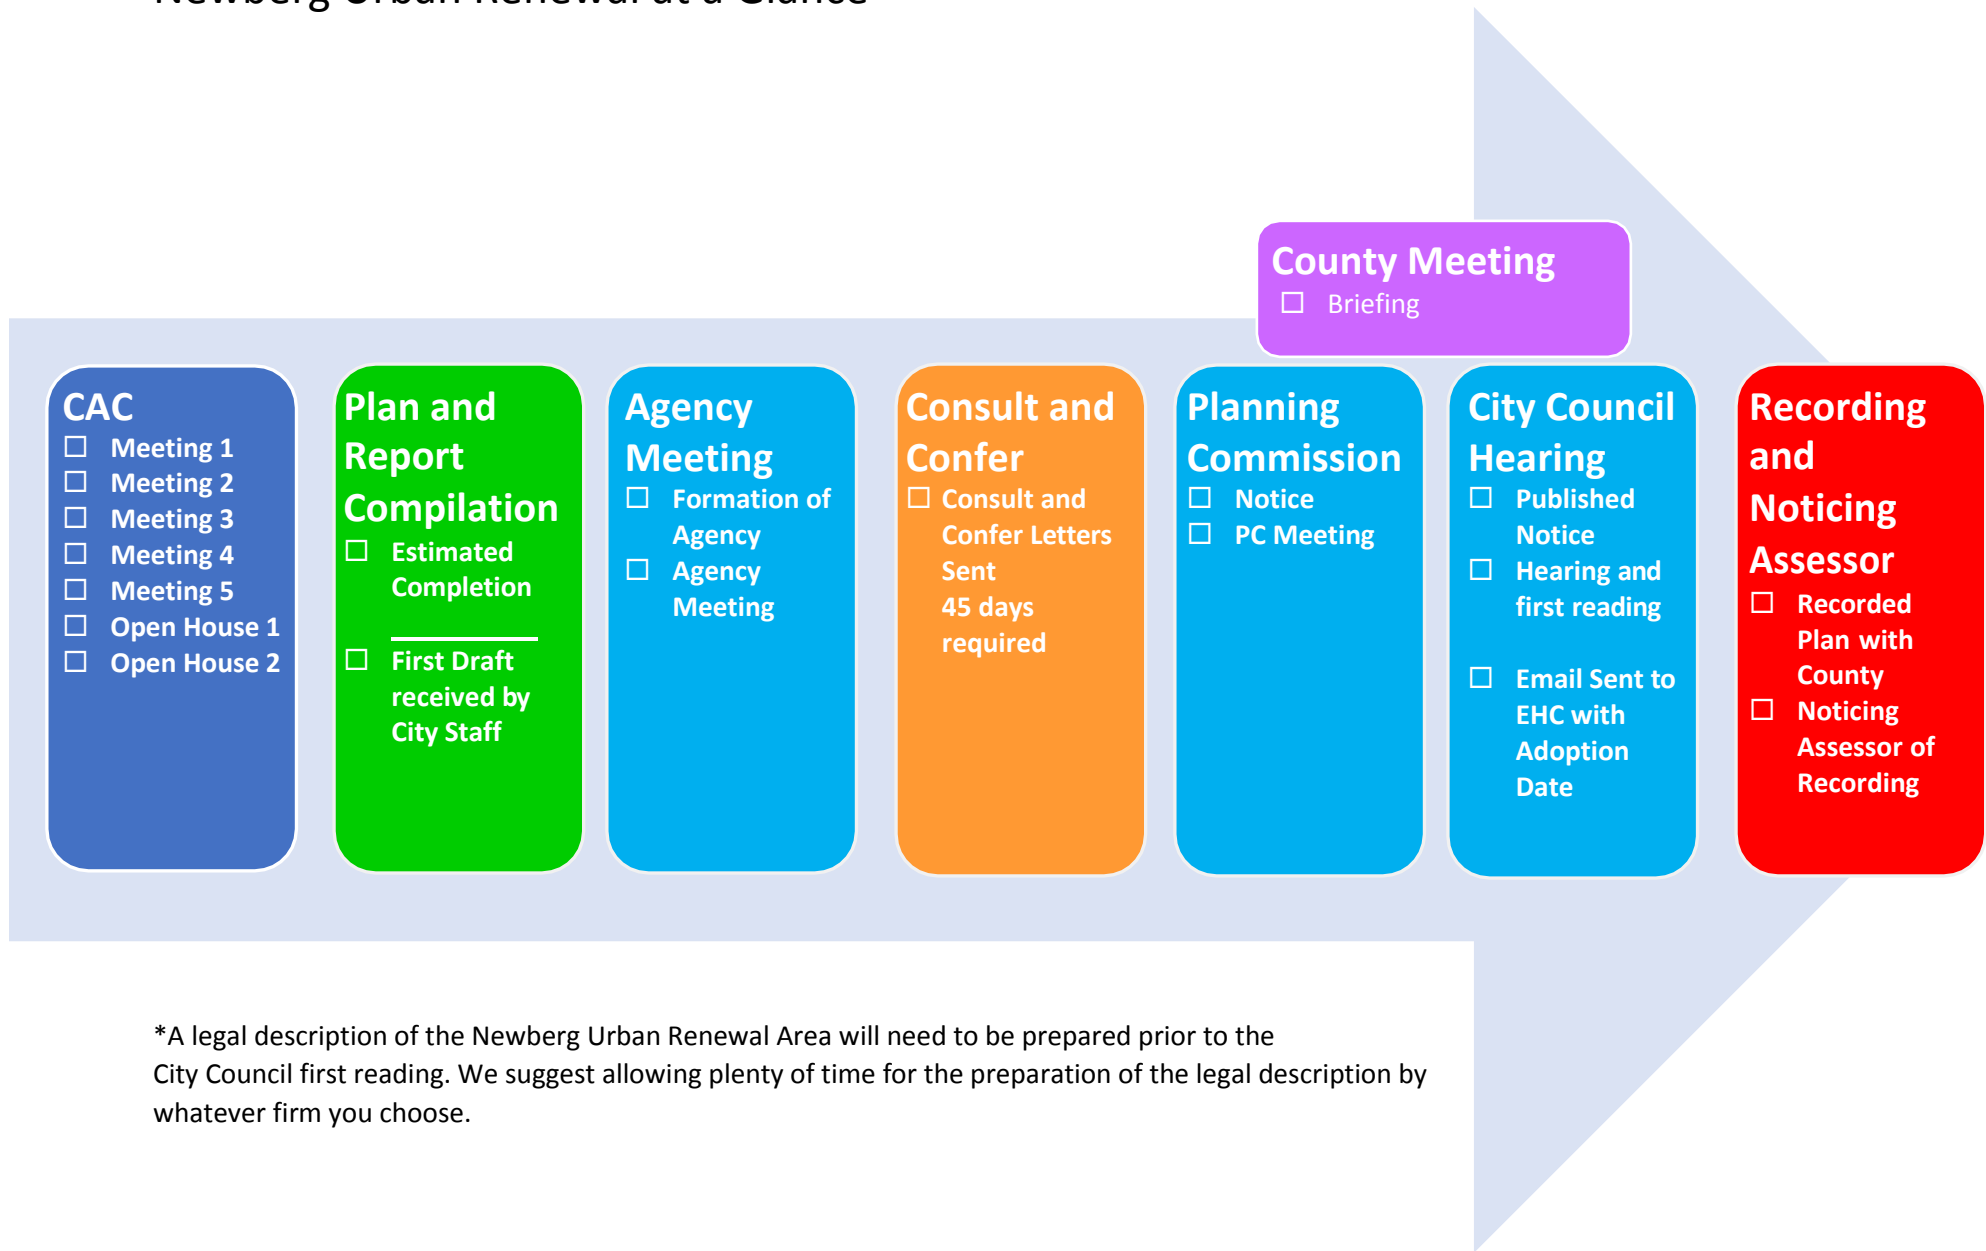 Newberg Urban Renewal at a Glance
County Meeting
☐ Briefing
CAC
☐ Meeting 1
☐ Meeting 2
☐ Meeting 3
☐ Meeting 4
☐ Meeting 5
☐ Open House 1
☐ Open House 2
Plan and
Report
Compilation
☐ Estimated
Completion
___________
☐ First Draft
received by
City Staff
Agency
Meeting
☐ Formation of
Agency
☐ Agency
Meeting
Consult and
Confer
☐ Consult and
Confer Letters
Sent
45 days
required
Planning
Commission
☐ Notice
☐ PC Meeting
City Council
Hearing
☐ Published
Notice
☐ Hearing and
first reading
☐ Email Sent to
EHC with
Adoption
Date
Recording
and
Noticing
Assessor
☐ Recorded
Plan with
County
☐ Noticing
Assessor of
Recording
*A legal description of the Newberg Urban Renewal Area will need to be prepared prior to the
City Council first reading. We suggest allowing plenty of time for the preparation of the legal description by
whatever firm you choose.